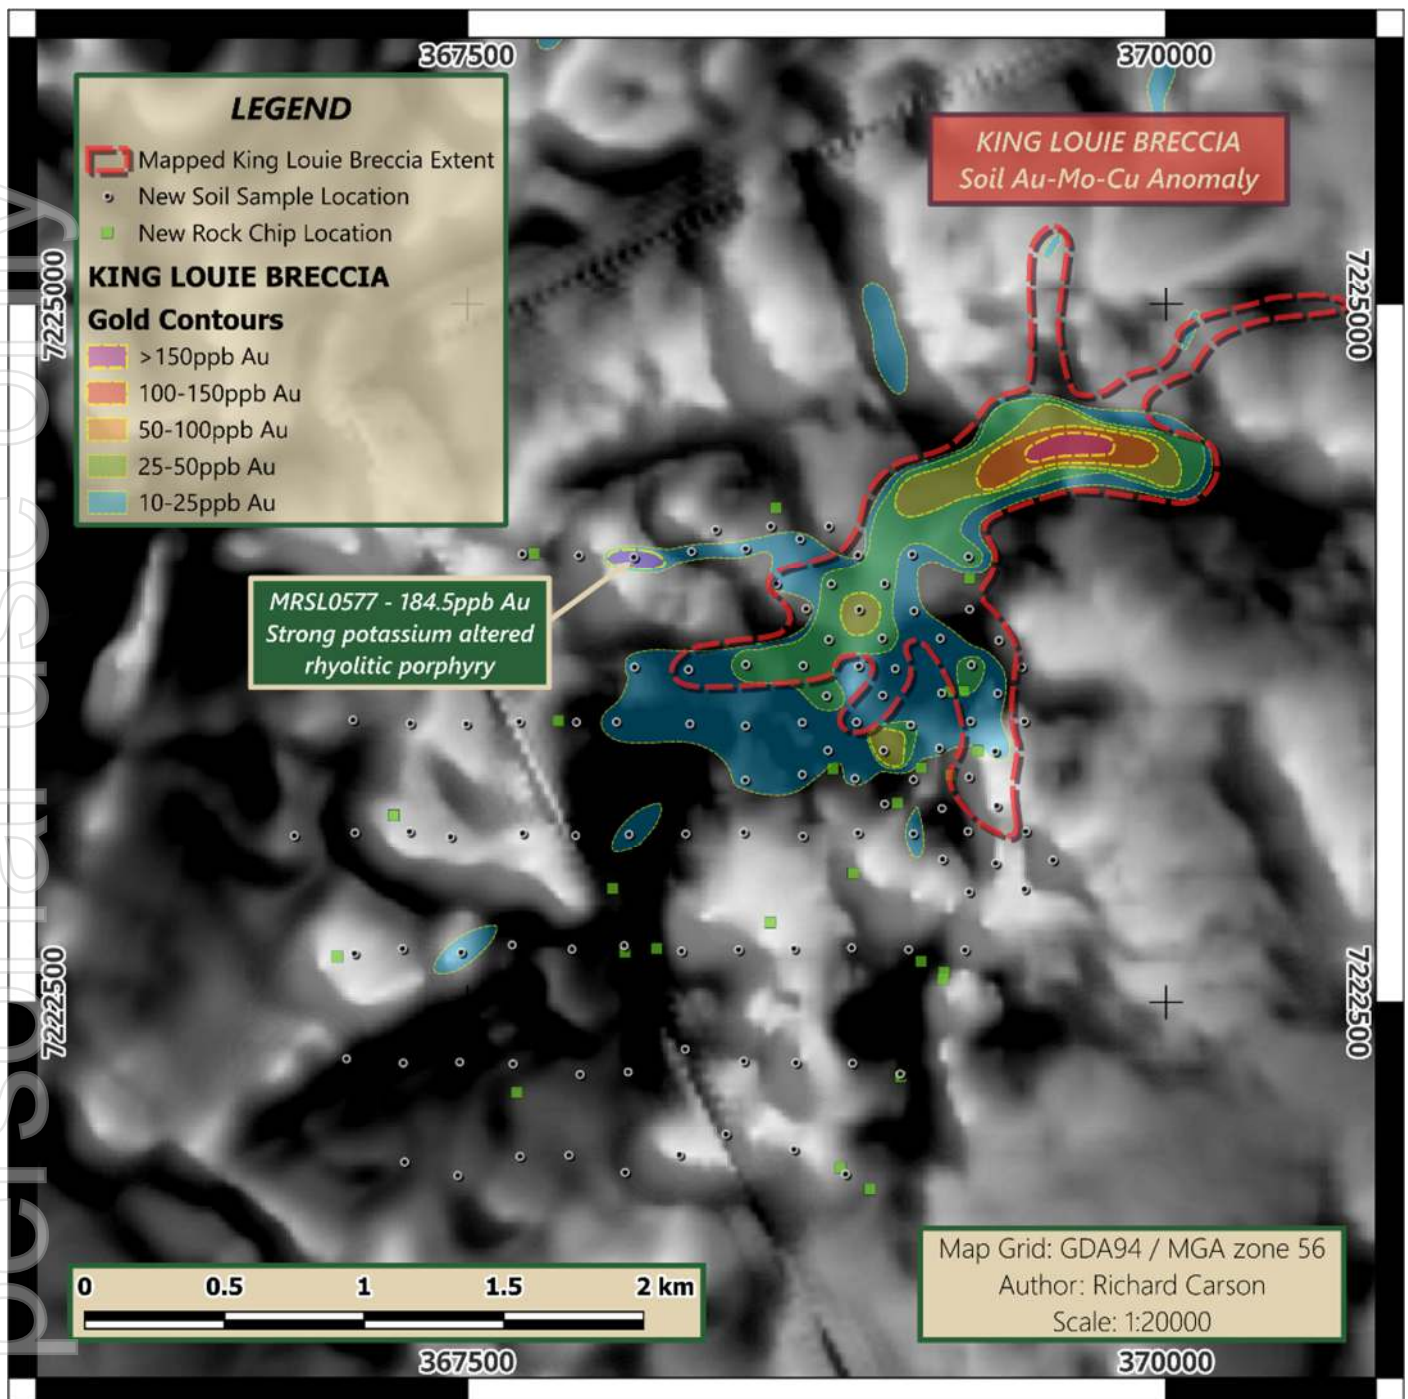 367500
370000
LEGEND
Mapped King Louie Breccia Extent
New Soil Sample Location
New Rock Chip Location
KING LOUIE BRECCIA
Gold Contours
>150ppb Au
100-150ppb Au
50-100ppb Au
25-50ppb Au
10-25ppb Au
KING LOUIE BRECCIA
Soil Au-Mo-Cu Anomaly
7225000
7225000
MRSL0577 - 184.5ppb Au
Strong potassium altered
rhyolitic porphyry
7222500
7222500
personal use only
0 0.5 1 1.5 2 km
Map Grid: GDA94 / MGA zone 56
Author: Richard Carson
Scale: 1:20000
367500
370000